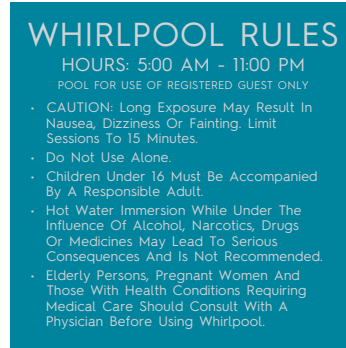 WHIRLPOOL RULES
HOURS: 5:00 AM - 11:00 PM
POOL FOR USE OF REGISTERED GUEST ONLY
• CAUTION: Long Exposure May Result In
Nausea, Dizziness Or Fainting. Limit
Sessions To 15 Minutes.
• Do Not Use Alone.
• Children Under 16 Must Be Accompanied
By A Responsible Adult.
• Hot Water Immersion While Under The
Influence Of Alcohol, Narcotics, Drugs
Or Medicines May Lead To Serious
Consequences And Is Not Recommended.
• Elderly Persons, Pregnant Women And
Those With Health Conditions Requiring
Medical Care Should Consult With A
Physician Before Using Whirlpool.